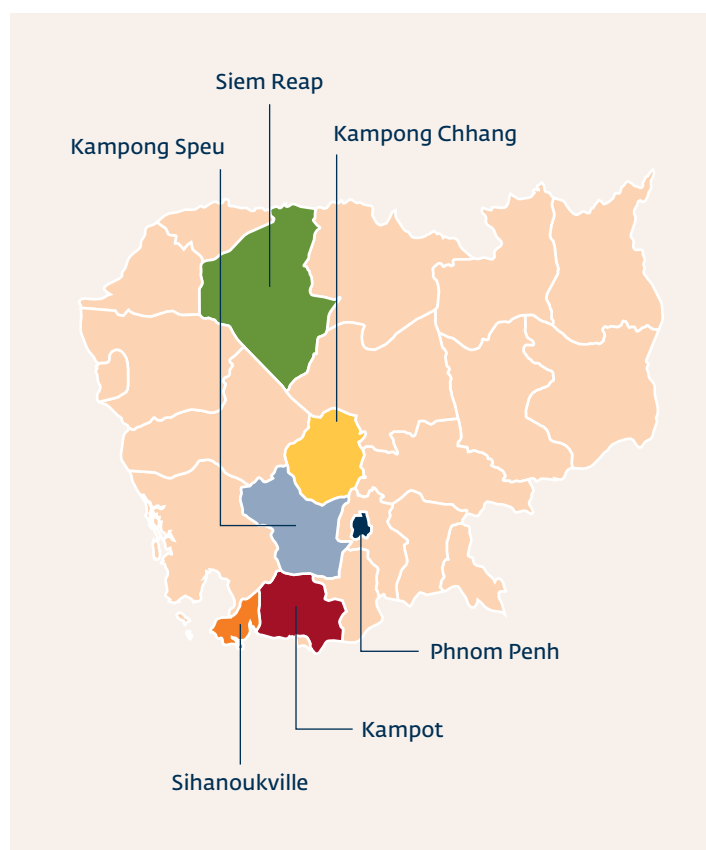 Siem Reap
Kampong Chhang
Kampong Speu
Phnom Penh
Kampot
Sihanoukville